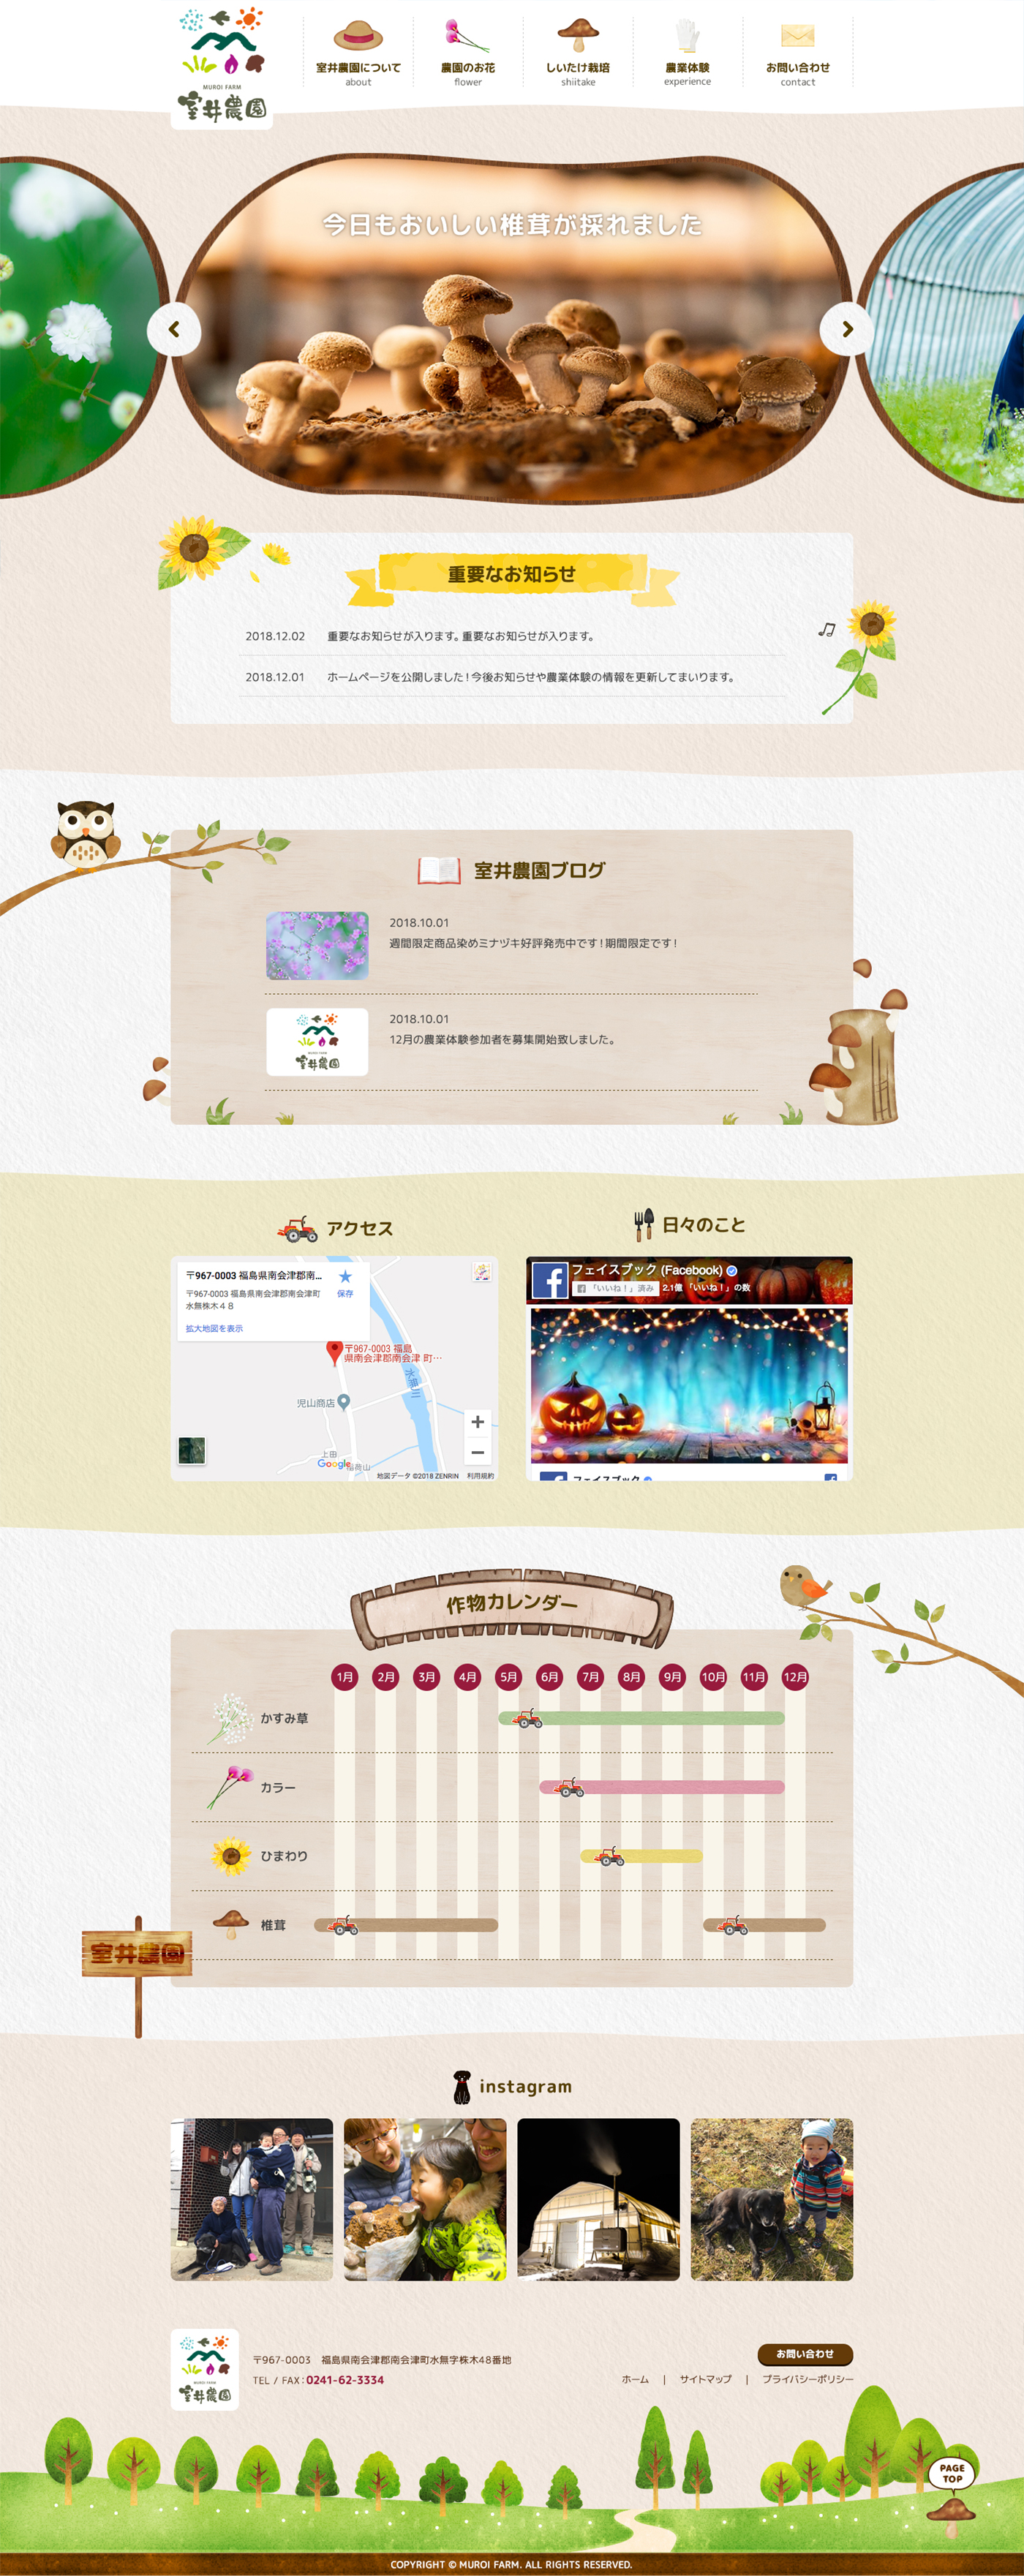 MUROI FARM
室井農園
室井農園について
about
農園のお花
flower
しいたけ栽培
shiitake
農業体験
experience
お問い合わせ
contact
今日もおいしい椎茸が採れました
重要なお知らせ
2018.12.02 重要なお知らせが入ります。重要なお知らせが入ります。
2018.12.01 ホームページを公開しました！今後お知らせや農業体験の情報を更新してまいります。
室井農園ブログ
2018.10.01
週間限定商品染めミナヅキ好評発売中です！期間限定です！
MUROI FARM
室井農園
2018.10.01
12月の農業体験参加者を募集開始致しました。
アクセス
〒967-0003 福島県南会津郡南...
〒967-0003 福島県南会津郡南会津町
水無株木４８
保存
拡大地図を表示
〒967-0003 福島
県南会津郡南会津 町…
水無川
児山商店
上田
Google
稲荷山
地図データ ©2018 ZENRIN 利用規約
日々のこと
フェイスブック (Facebook)
「いいね！」済み 2.1億 「いいね！」の数
フェイスブック
作物カレンダー
1月 2月 3月 4月 5月 6月 7月 8月 9月 10月 11月 12月
かすみ草
カラー
ひまわり
椎茸
室井農園
instagram
MUROI FARM
室井農園
〒967-0003 福島県南会津郡南会津町水無字株木48番地
TEL / FAX：0241-62-3334
お問い合わせ
ホーム | サイトマップ | プライバシーポリシー
PAGE
TOP
COPYRIGHT © MUROI FARM. ALL RIGHTS RESERVED.